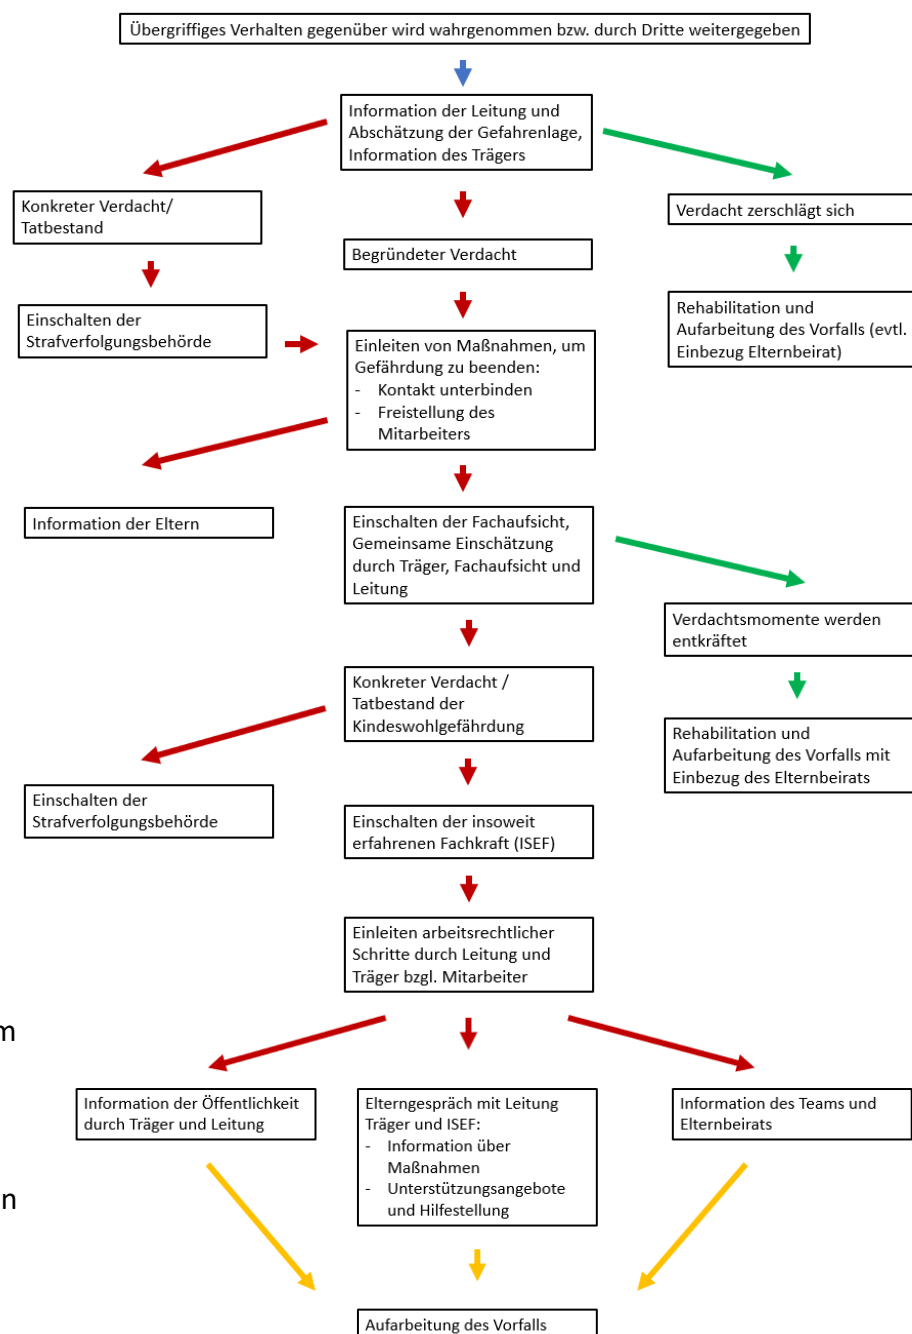 Übergriffiges Verhalten gegenüber wird wahrgenommen bzw. durch Dritte weitergegeben
Information der Leitung und
Abschätzung der Gefahrenlage,
Information des Trägers
Konkreter Verdacht/
Tatbestand
Verdacht zerschlägt sich
Begründeter Verdacht
Einschalten der
Strafverfolgungsbehörde
Rehabilitation und
Aufarbeitung des Vorfalls (evtl.
Einbezug Elternbeirat)
Einleiten von Maßnahmen, um
Gefährdung zu beenden:
- Kontakt unterbinden
- Freistellung des
Mitarbeiters
Information der Eltern
Einschalten der Fachaufsicht,
Gemeinsame Einschätzung
durch Träger, Fachaufsicht und
Leitung
Verdachtsmomente werden
entkräftet
Konkreter Verdacht /
Tatbestand der
Kindeswohlgefährdung
Rehabilitation und
Aufarbeitung des Vorfalls mit
Einbezug des Elternbeirats
Einschalten der
Strafverfolgungsbehörde
Einschalten der insoweit
erfahrenen Fachkraft (ISEF)
Einleiten arbeitsrechtlicher
Schritte durch Leitung und
Träger bzgl. Mitarbeiter
m
Information der Öffentlichkeit
durch Träger und Leitung
Elterngespräch mit Leitung
Träger und ISEF:
- Information über
Maßnahmen
- Unterstützungsangebote
und Hilfestellung
Information des Teams und
Elternbeirats
n
Aufarbeitung des Vorfalls